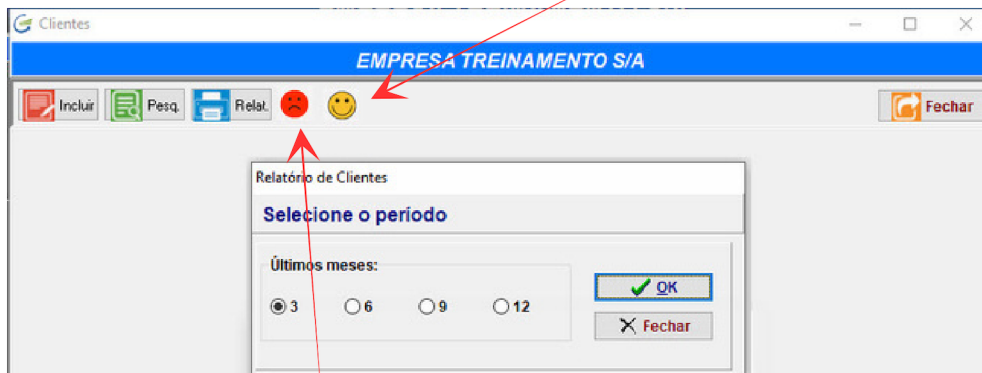 Clientes
EMPRESA TREINAMENTO S/A
Incluir Pesq. Relat. Fechar
Relatório de Clientes
Selecione o período
Últimos meses:
3 6 9 12
OK
Fechar